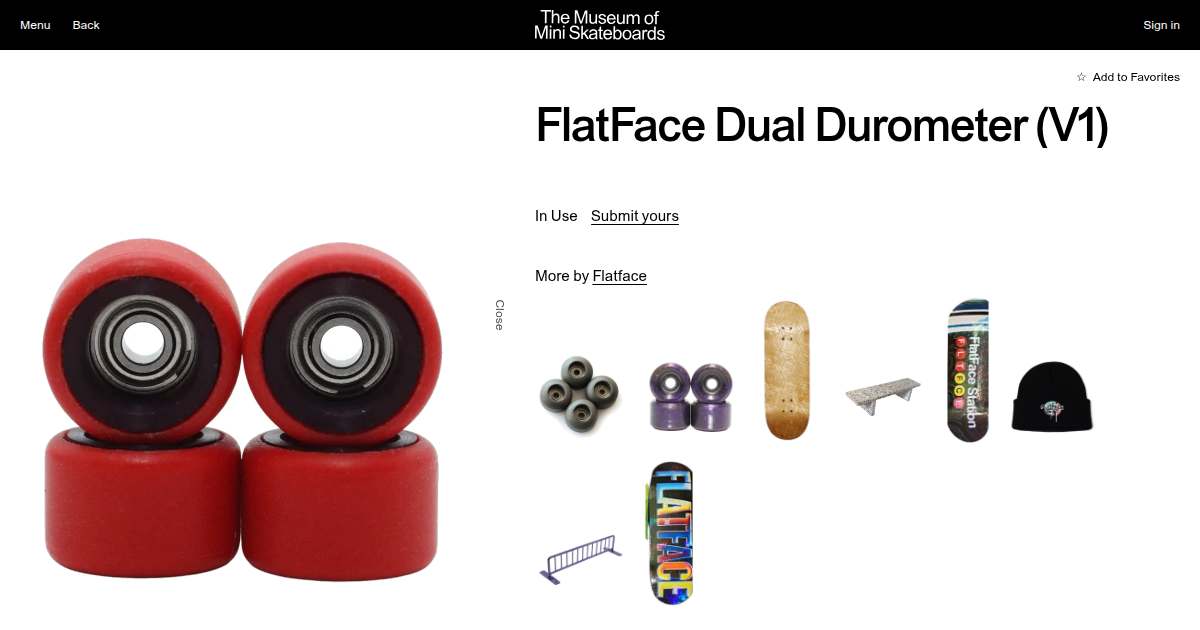 Menu Back
The Museum of
Mini Skateboards
Sign in
☆ Add to Favorites
FlatFace Dual Durometer (V1)
In Use Submit yours
More by Flatface
Close
FlatFace Station
FLFCE
FLATFACE